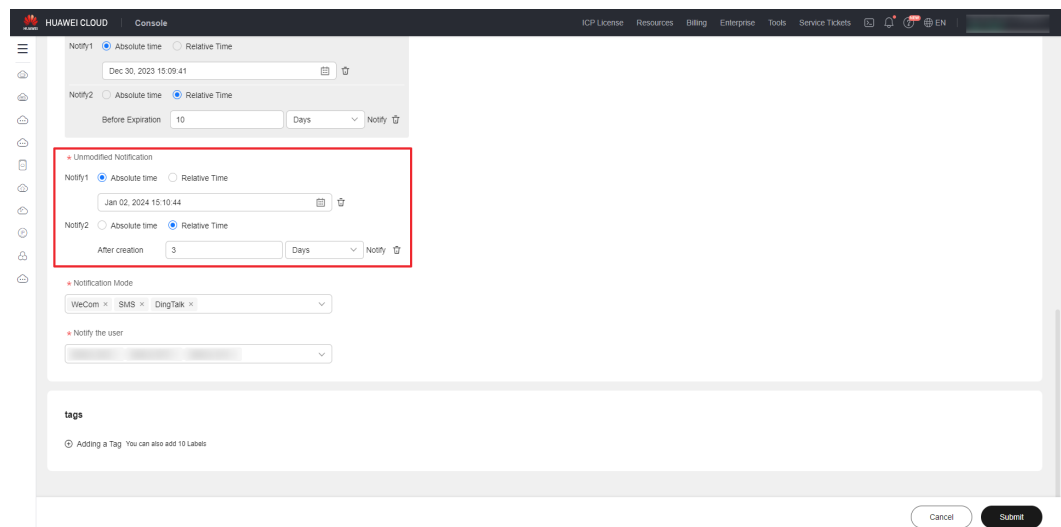 HUAWEI HUAWEI CLOUD Console ICP License Resources Billing Enterprise Tools Service Tickets NEW EN
Notify1 Absolute time Relative Time
Dec 30, 2023 15:09:41
Notify2 Absolute time Relative Time
Before Expiration 10 Days Notify
* Unmodified Notification
Notify1 Absolute time Relative Time
Jan 02, 2024 15:10:44
Notify2 Absolute time Relative Time
After creation 3 Days Notify
* Notification Mode
WeCom × SMS × DingTalk ×
* Notify the user
tags
Adding a Tag You can also add 10 Labels
Cancel Submit